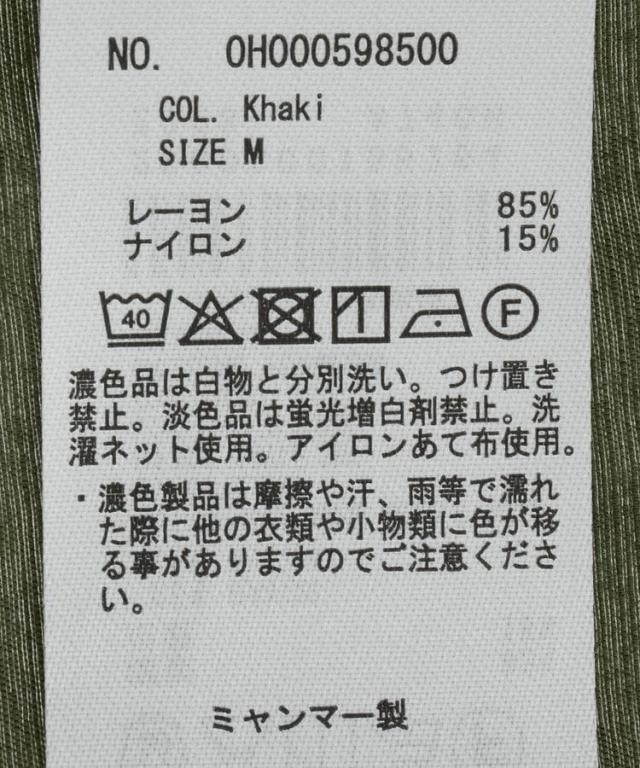 NO. OH000598500
COL. Khaki
SIZE M
レーヨン 85%
ナイロン 15%
40 F
濃色品は白物と分別洗い。つけ置き
禁止。淡色品は蛍光増白剤禁止。洗
濯ネット使用。アイロンあて布使用。
・濃色製品は摩擦や汗、雨等で濡れ
た際に他の衣類や小物類に色が移
る事がありますのでご注意くださ
い。
ミャンマー製